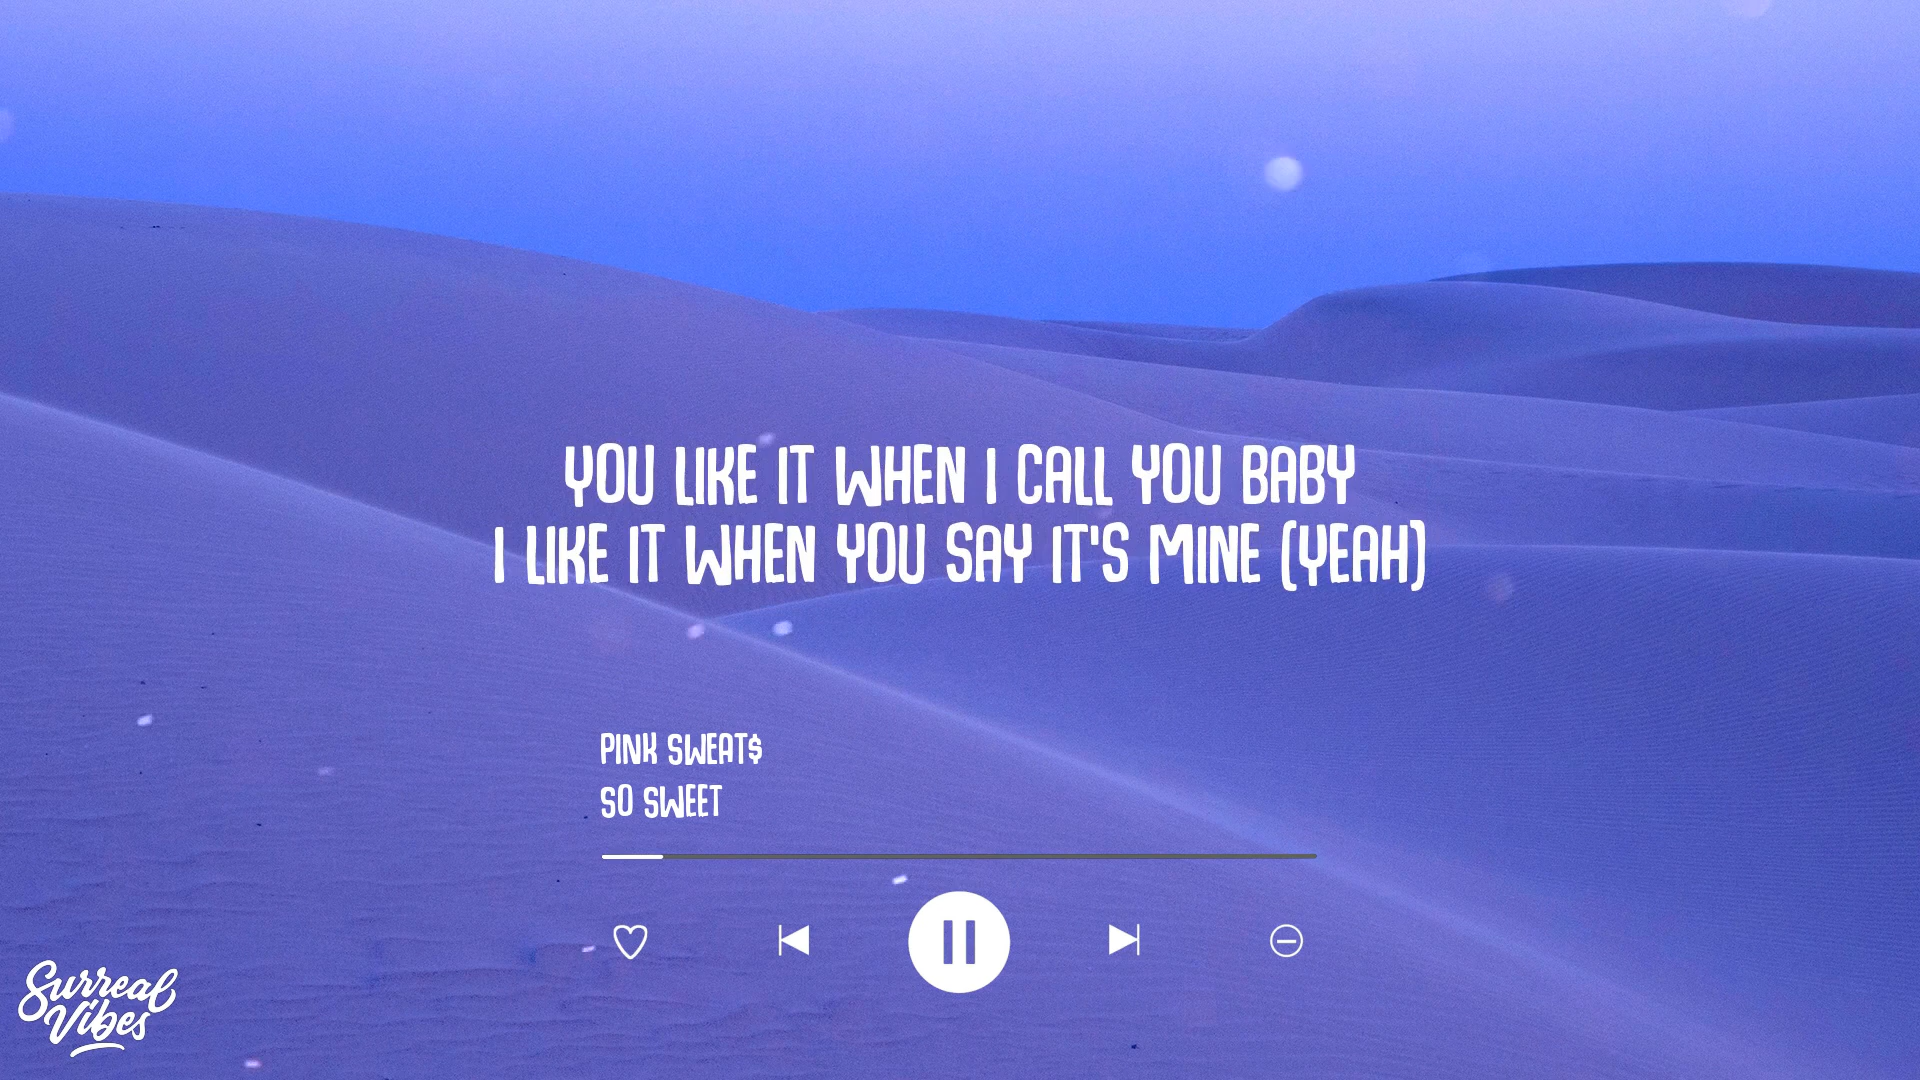 YOU LIKE IT WHEN I CALL YOU BABY
I LIKE IT WHEN YOU SAY IT'S MINE (YEAH)
PINK SWEAT$
SO SWEET
Surreal
Vibes